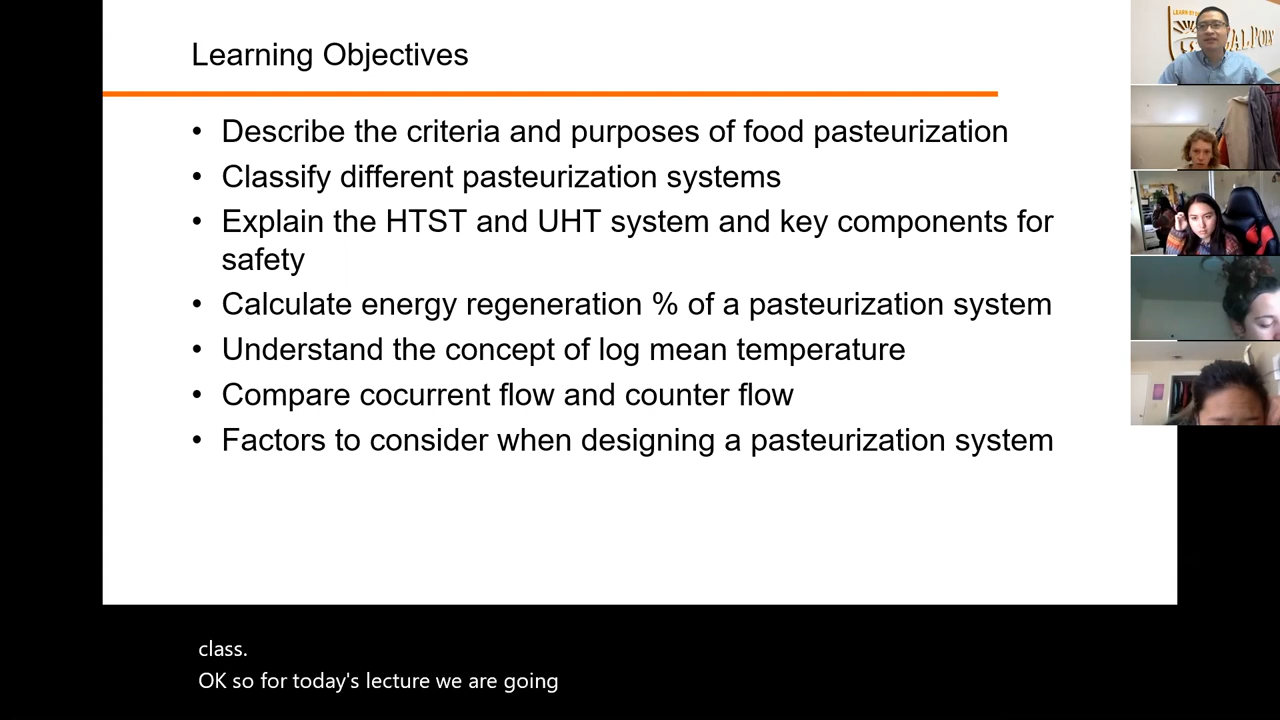 Learning Objectives
• Describe the criteria and purposes of food pasteurization
• Classify different pasteurization systems
• Explain the HTST and UHT system and key components for
safety
• Calculate energy regeneration % of a pasteurization system
• Understand the concept of log mean temperature
• Compare cocurrent flow and counter flow
• Factors to consider when designing a pasteurization system
class.
OK so for today's lecture we are going